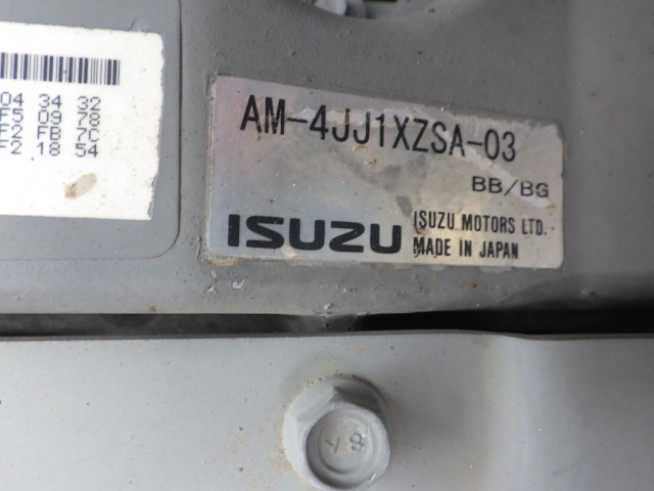 04 34 32
F5 09 78
F2 FB 7C
F2 .18 54
AM-4JJ1XZSA-03
BB/BG
ISUZU
ISUZU MOTORS LTD.
MADE IN JAPAN